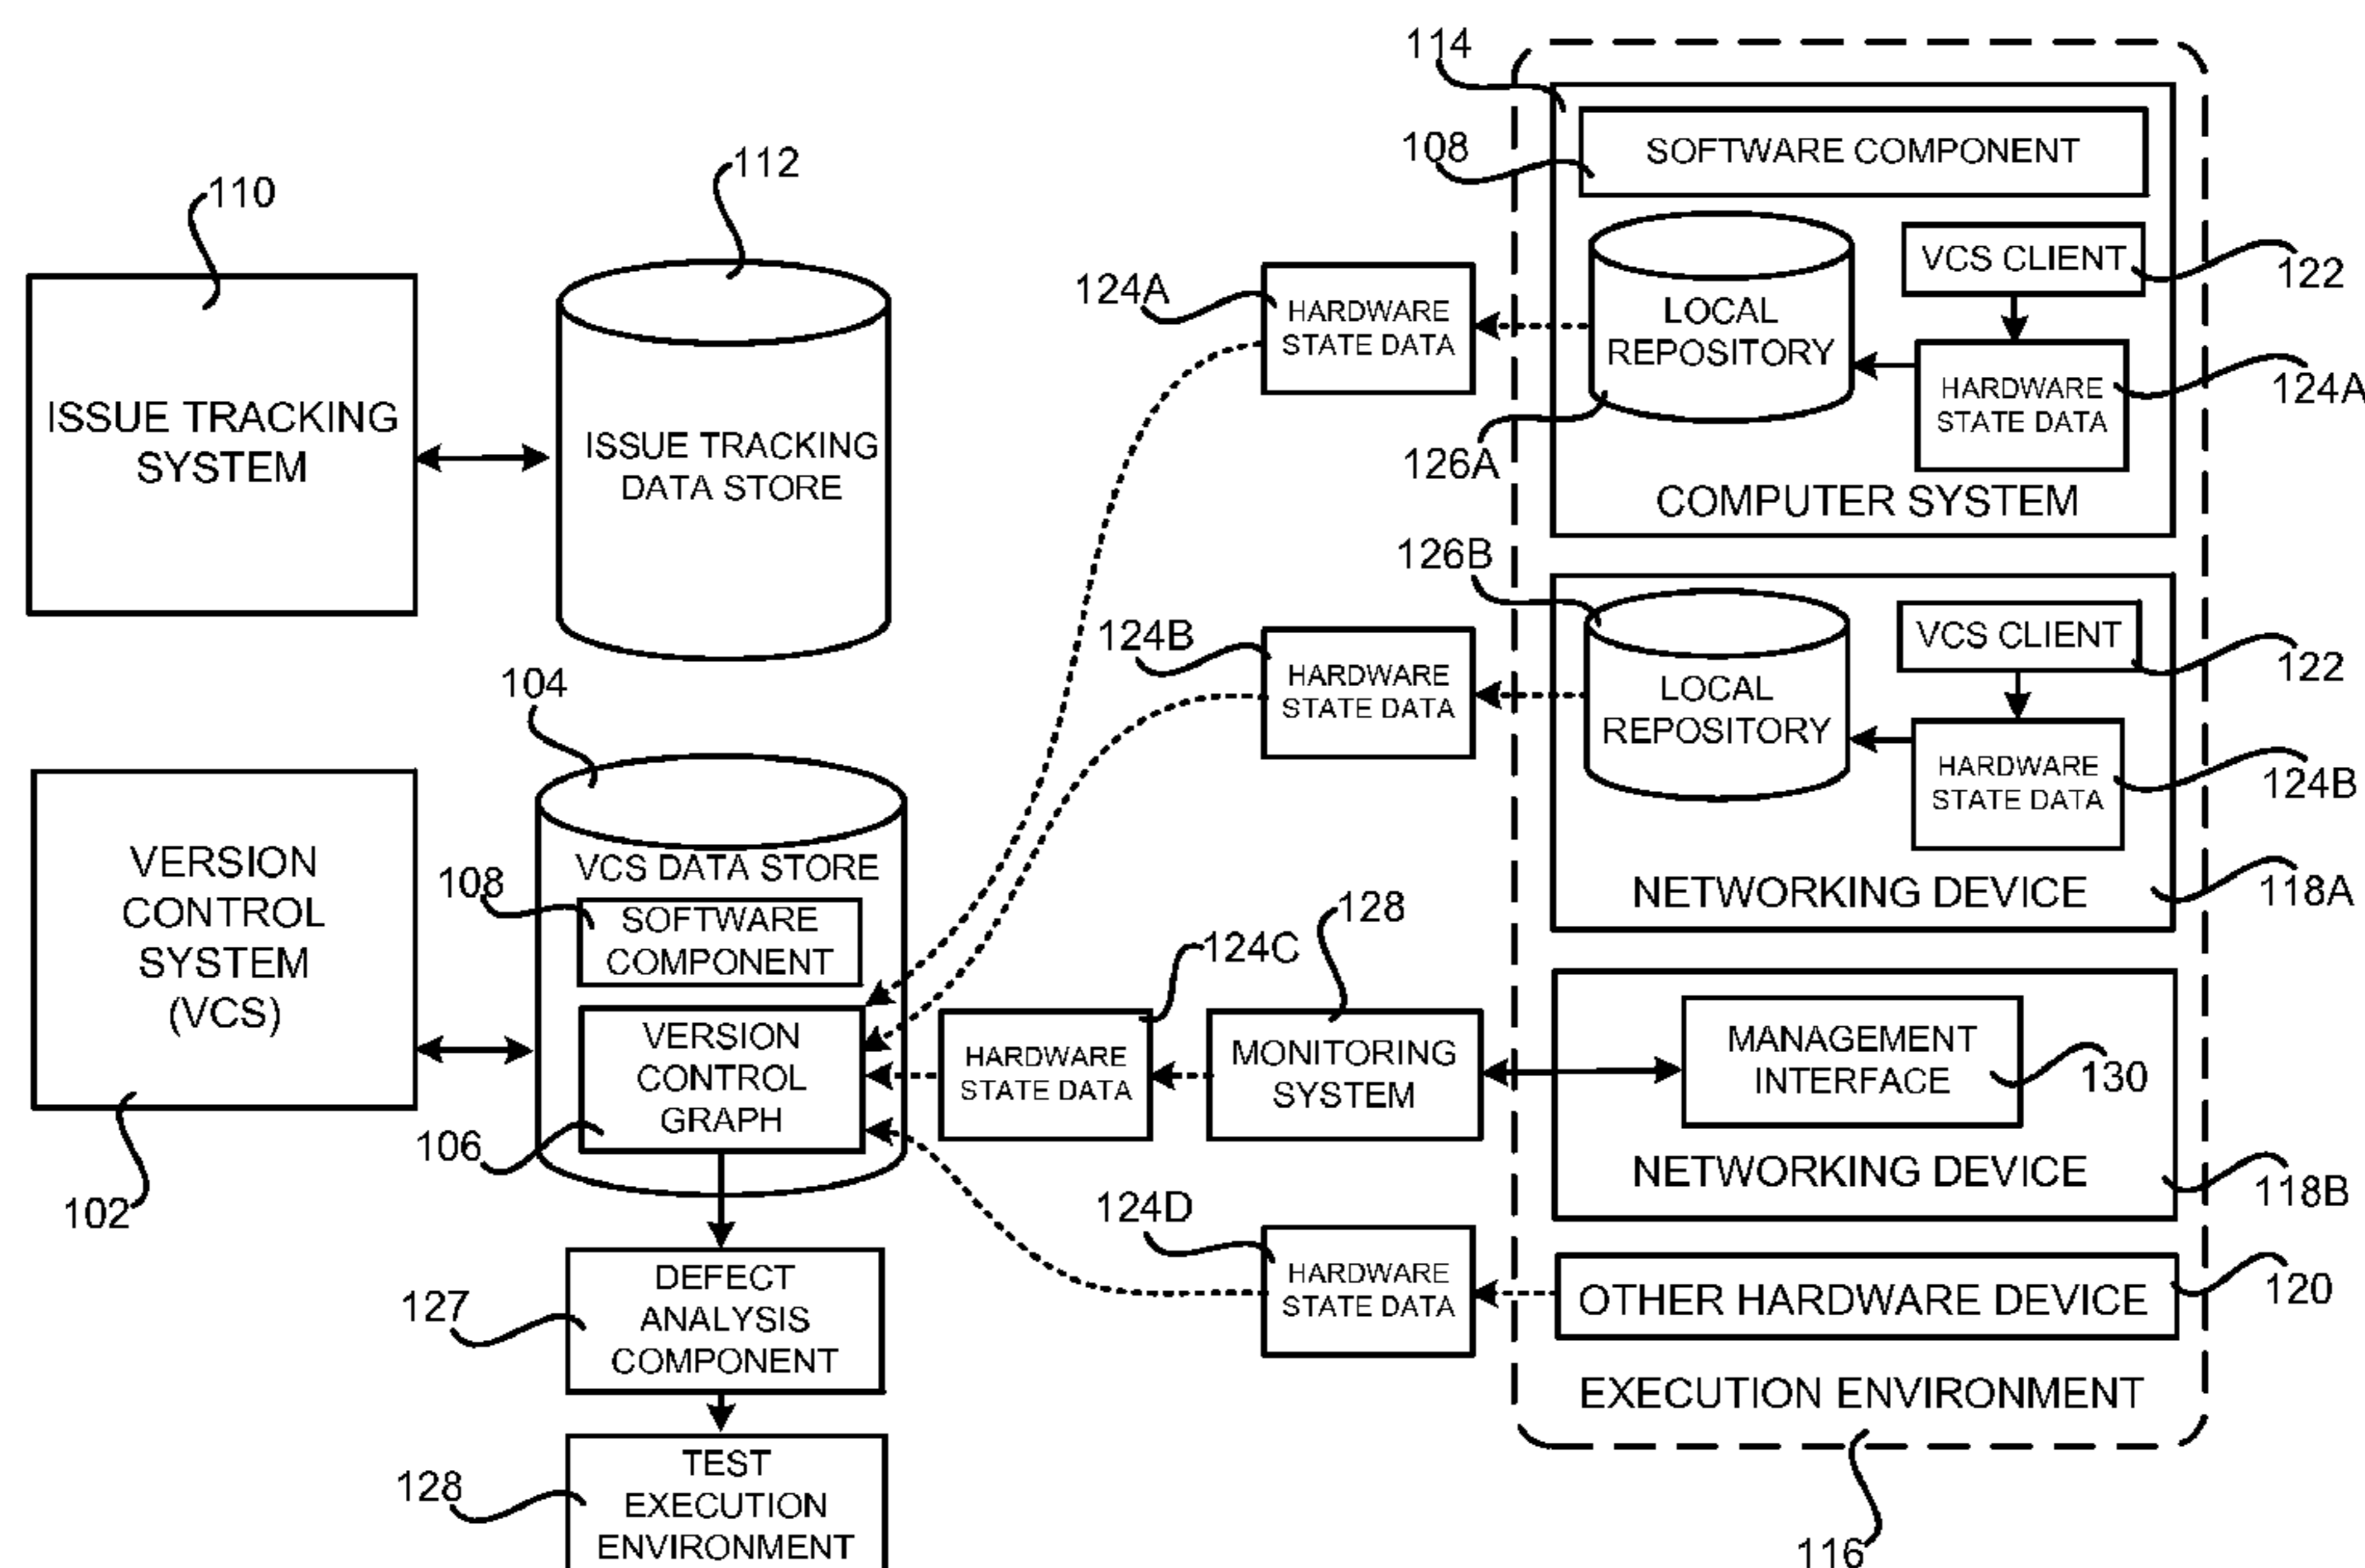 110
ISSUE TRACKING
SYSTEM
112
ISSUE TRACKING
DATA STORE
VERSION
CONTROL
SYSTEM
(VCS)
102
104
VCS DATA STORE
108
SOFTWARE
COMPONENT
VERSION
CONTROL
GRAPH
106
127
DEFECT
ANALYSIS
COMPONENT
128
TEST
EXECUTION
ENVIRONMENT
124A
HARDWARE
STATE DATA
124B
HARDWARE
STATE DATA
124C
HARDWARE
STATE DATA
128
MONITORING
SYSTEM
124D
HARDWARE
STATE DATA
114
108
SOFTWARE COMPONENT
LOCAL
REPOSITORY
126A
VCS CLIENT
122
HARDWARE
STATE DATA
124A
COMPUTER SYSTEM
126B
LOCAL
REPOSITORY
VCS CLIENT
122
HARDWARE
STATE DATA
124B
NETWORKING DEVICE
118A
MANAGEMENT
INTERFACE
130
NETWORKING DEVICE
118B
OTHER HARDWARE DEVICE
120
EXECUTION ENVIRONMENT
116